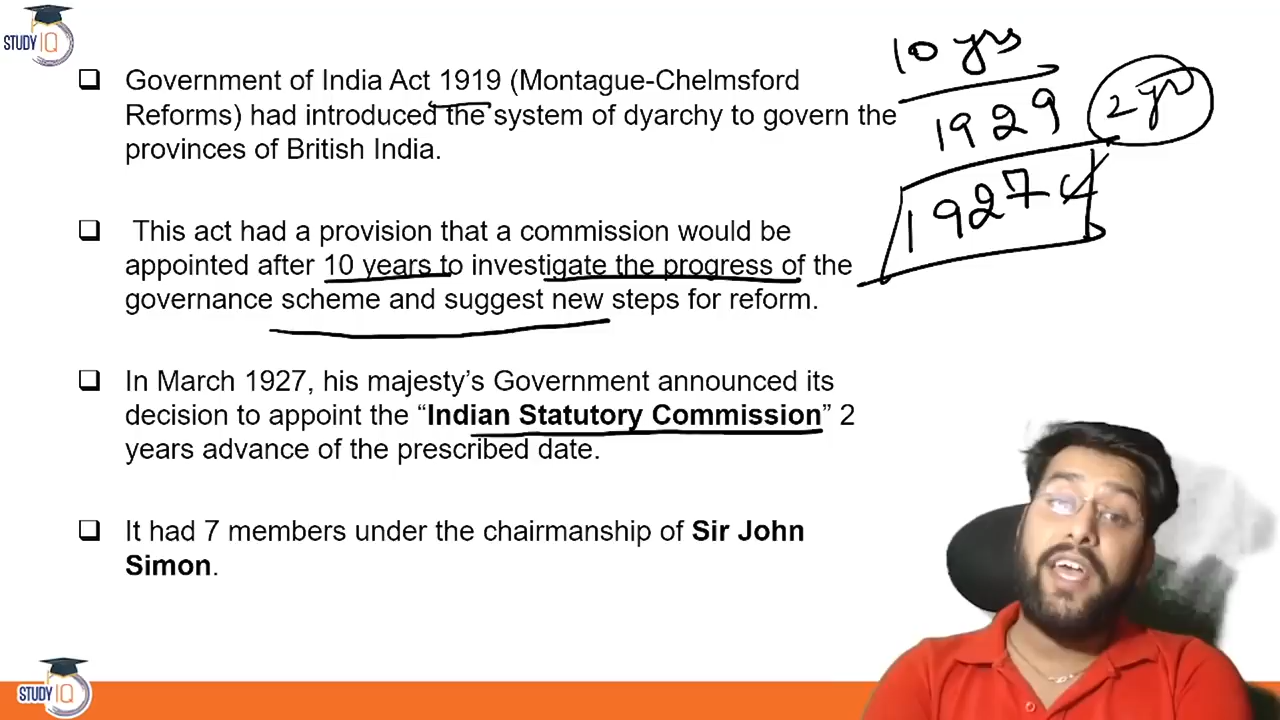 STUDY IQ
Government of India Act 1919 (Montague-Chelmsford
Reforms) had introduced the system of dyarchy to govern the
provinces of British India.
10 yrs
1929
2 yr
1927
This act had a provision that a commission would be
appointed after 10 years to investigate the progress of the
governance scheme and suggest new steps for reform.
In March 1927, his majesty’s Government announced its
decision to appoint the “Indian Statutory Commission” 2
years advance of the prescribed date.
It had 7 members under the chairmanship of Sir John
Simon.
STUDY IQ